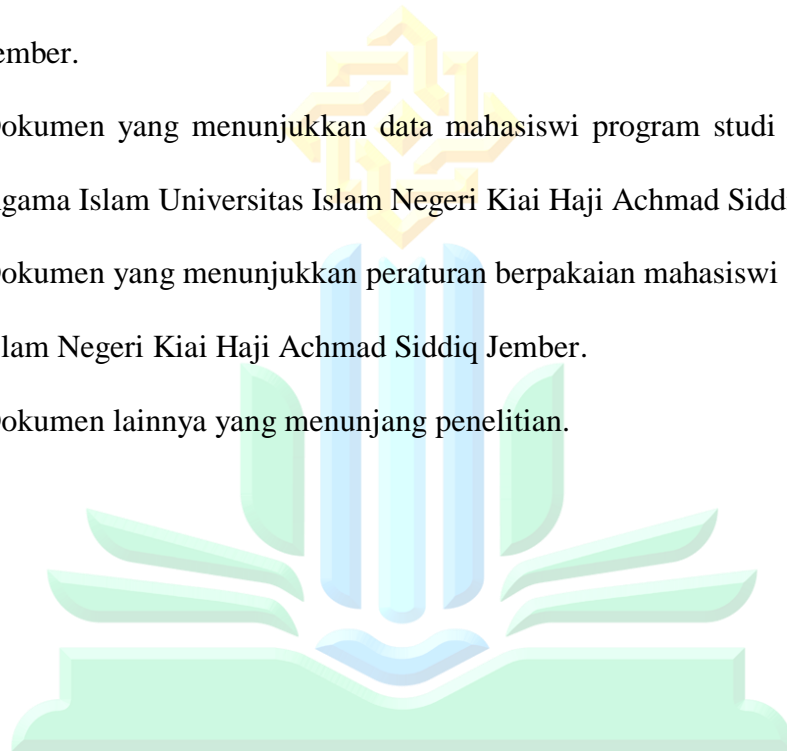 ember.
okumen yang menunjukkan data mahasiswi program studi
gama Islam Universitas Islam Negeri Kiai Haji Achmad Sidd
okumen yang menunjukkan peraturan berpakaian mahasiswi
slam Negeri Kiai Haji Achmad Siddiq Jember.
okumen lainnya yang menunjang penelitian.